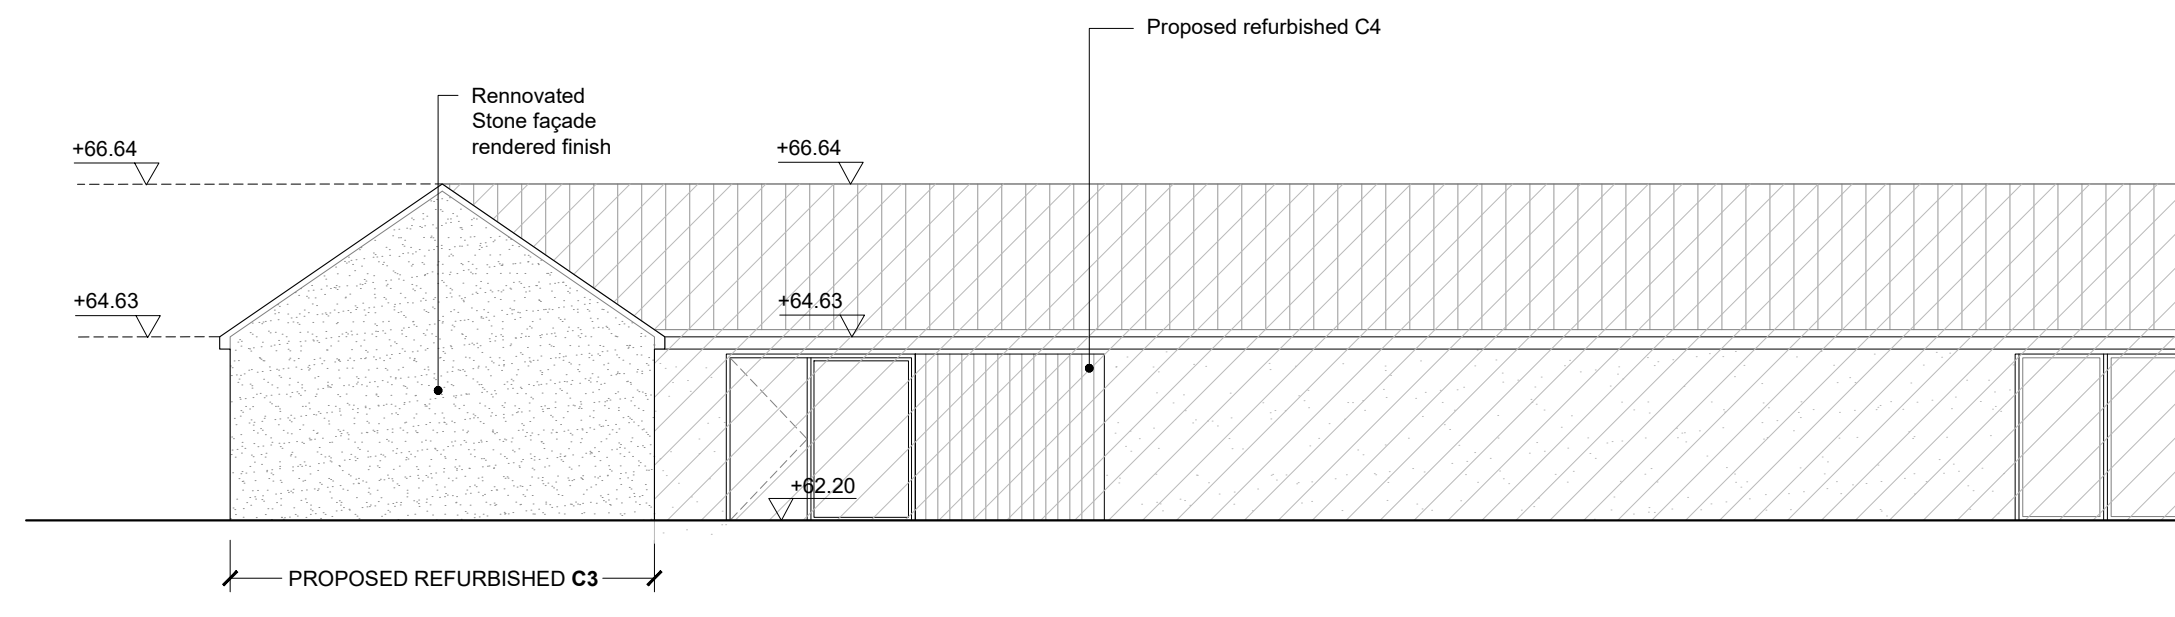 Proposed refurbished C4
Rennovated
Stone façade
rendered finish
+66.64
+66.64
+64.63
+64.63
+62.20
PROPOSED REFURBISHED C3